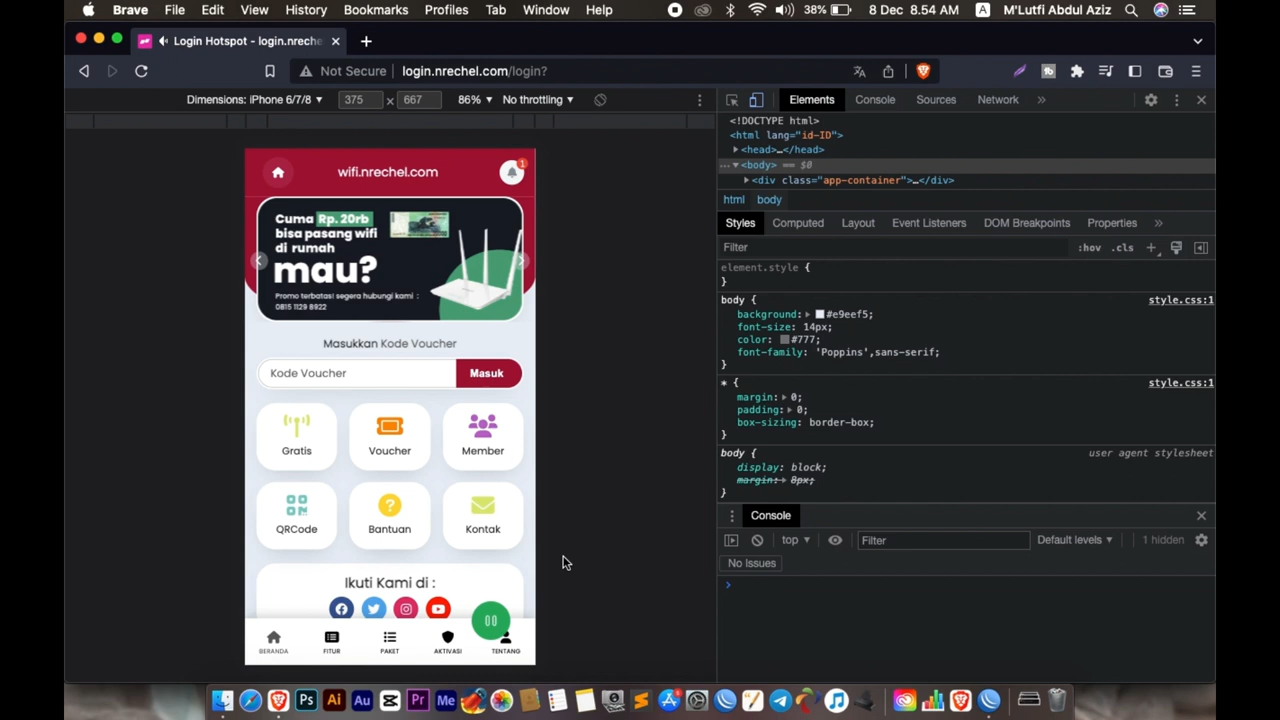 Brave File Edit View History Bookmarks Profiles Tab Window Help 38% 8 Dec 8.54 AM A M'Lutfi Abdul Aziz
Login Hotspot - login.nreche
Not Secure login.nrechel.com/login?
Dimensions: iPhone 6/7/8 375 x 667 86% No throttling
Elements Console Sources Network
<!DOCTYPE html>
<html lang="id-ID">
<head>…</head>
<body> == $0
<div class="app-container">…</div>
html body
Styles Computed Layout Event Listeners DOM Breakpoints Properties
Filter :hov .cls
element.style {
}
body { style.css:1
background: #e9eef5;
font-size: 14px;
color: #777;
font-family: 'Poppins',sans-serif;
}
* { style.css:1
margin: 0;
padding: 0;
box-sizing: border-box;
}
body { user agent stylesheet
display: block;
margin: 8px;
}
Console
top Filter Default levels 1 hidden
No Issues
wifi.nrechel.com 1
Cuma Rp. 20rb
bisa pasang wifi
di rumah
mau?
Promo terbatas! segera hubungi kami :
0815 1129 8922
Masukkan Kode Voucher
Kode Voucher Masuk
Gratis Voucher Member
QRCode Bantuan Kontak
Ikuti Kami di :
BERANDA FITUR PAKET AKTIVASI TENTANG
Ps Ai Au Pr Me